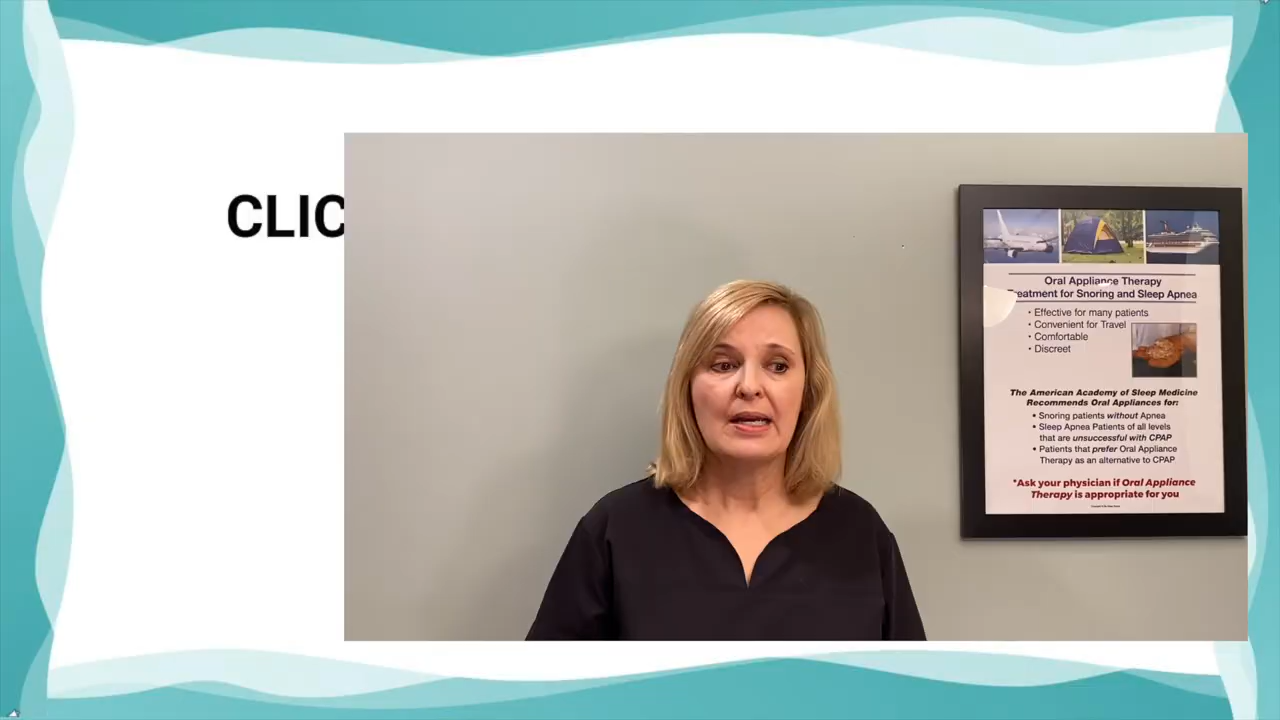 CLIC
Oral Appliance Therapy
Treatment for Snoring and Sleep Apnea
• Effective for many patients
• Convenient for Travel
• Comfortable
• Discreet
The American Academy of Sleep Medicine
Recommends Oral Appliances for:
• Snoring patients without Apnea
• Sleep Apnea Patients of all levels
that are unsuccessful with CPAP
• Patients that prefer Oral Appliance
Therapy as an alternative to CPAP
*Ask your physician if Oral Appliance
Therapy is appropriate for you